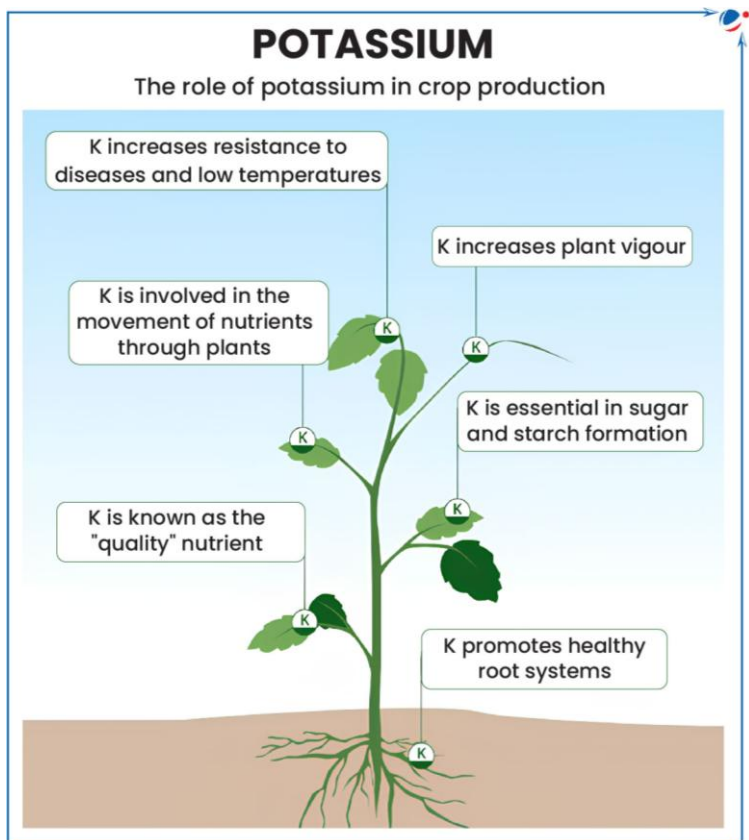 POTASSIUM
The role of potassium in crop production
K increases resistance to
diseases and low temperatures
K increases plant vigour
K is involved in the
movement of nutrients
through plants
K
K
K is essential in sugar
and starch formation
K
K is known as the
"quality" nutrient
K
K
K promotes healthy
root systems
K